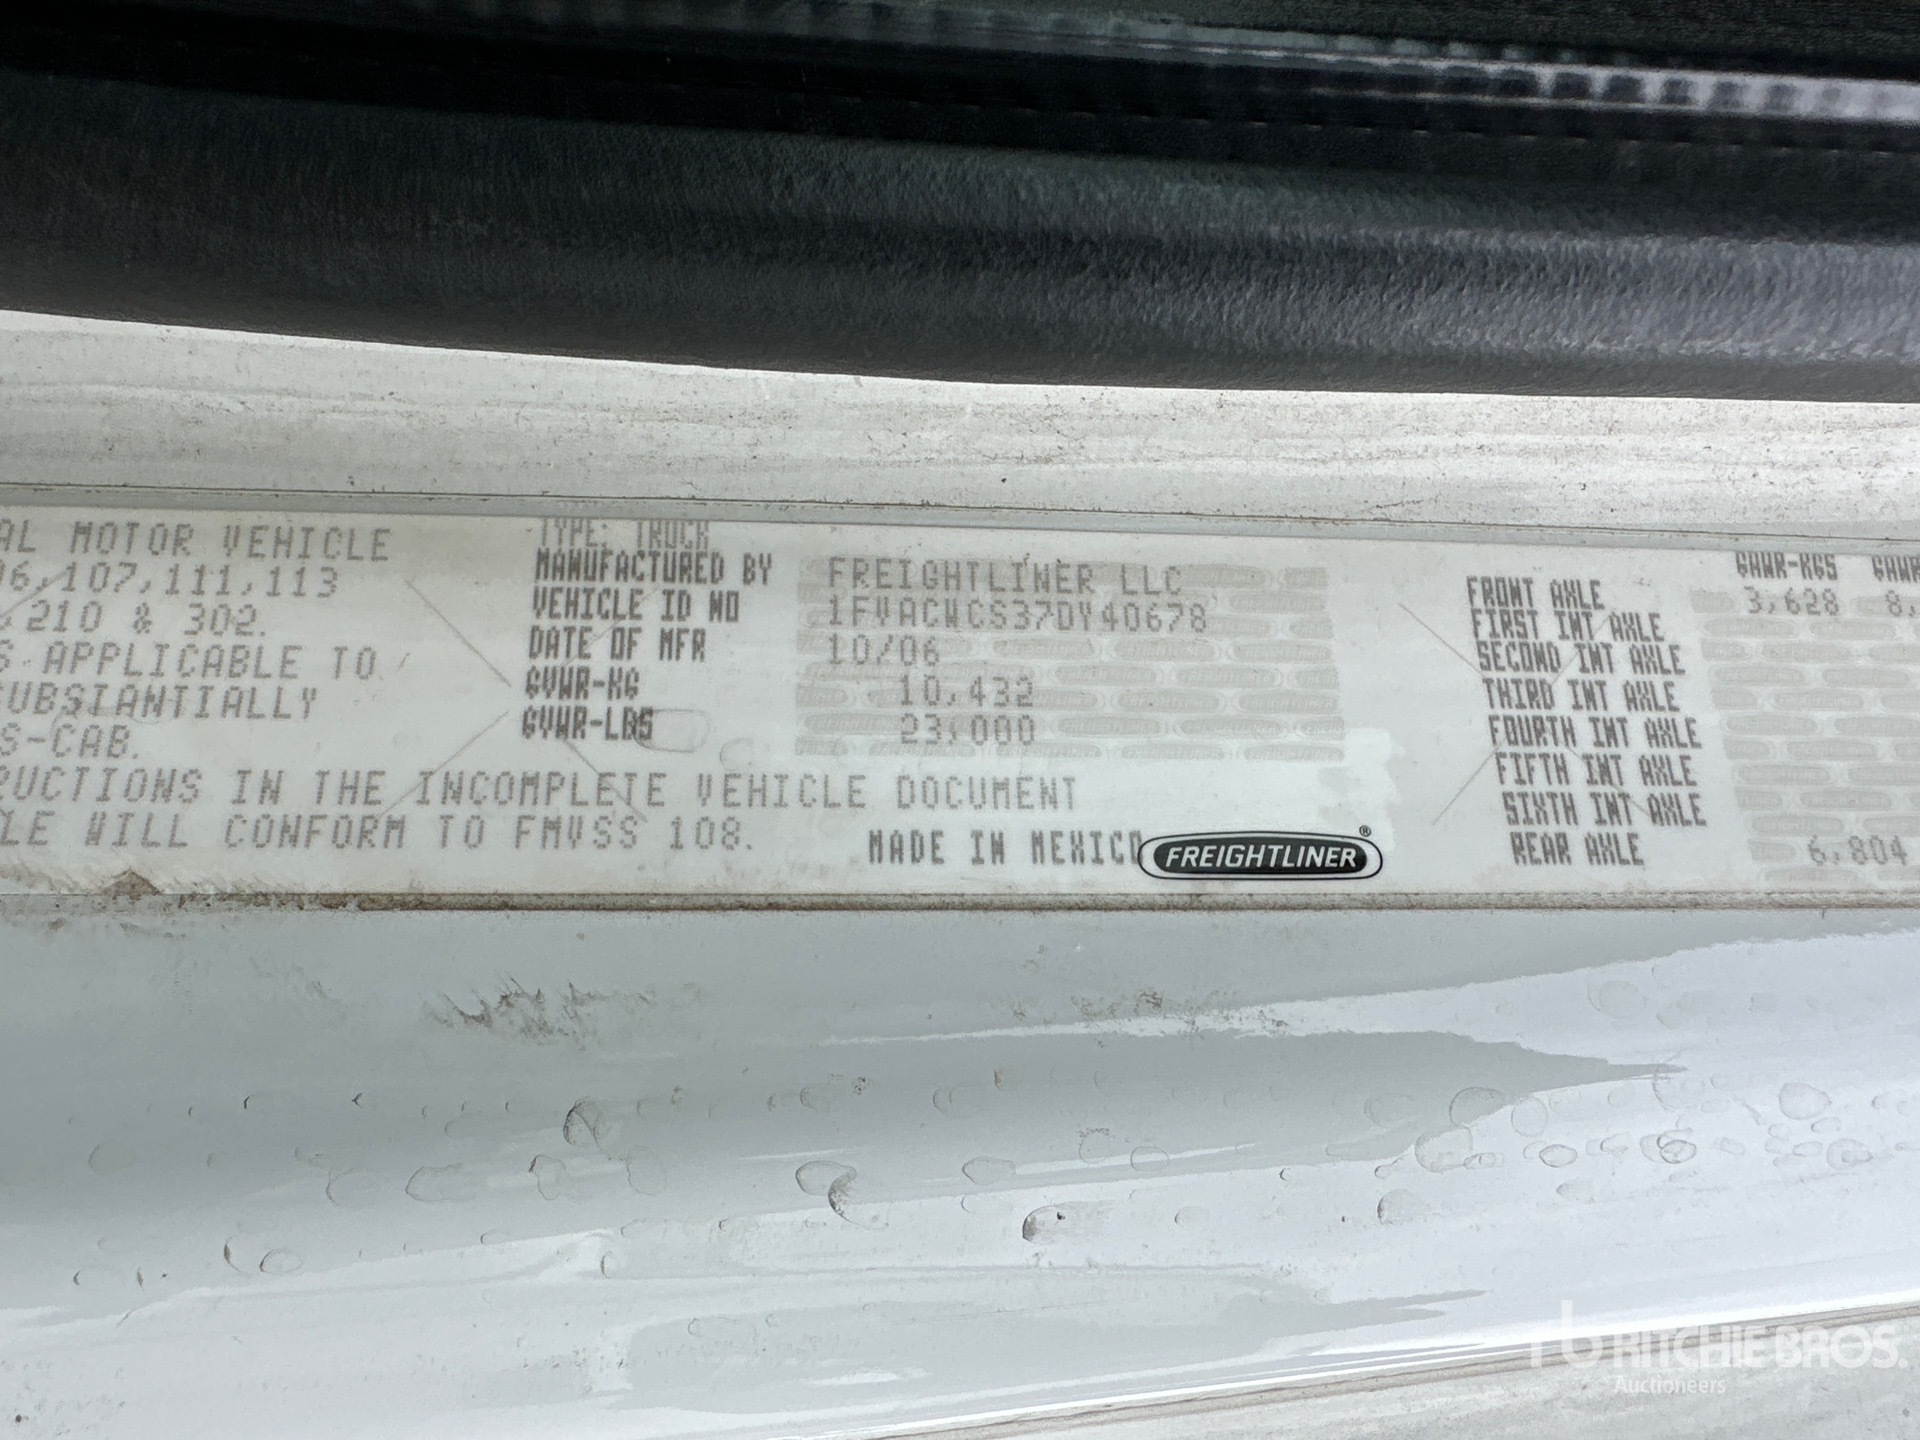 AL MOTOR VEHICLE
06,107,111,113
210 & 302.
S APPLICABLE TO
SUBSTANTIALLY
S-CAB.
RUCTIONS IN THE INCOMPLETE VEHICLE DOCUMENT
LE WILL CONFORM TO FMVSS 108.
TYPE: TRUCK
MANUFACTURED BY FREIGHTLINER LLC
VEHICLE ID NO 1FVACWCS37DY40678
DATE OF MFR 10/06
GVWR-KG 10,432
GVWR-LBS 23,000
MADE IN MEXICO
FREIGHTLINER®
GAWR-KGS GAWR
FRONT AXLE 3,628 8,
FIRST INT AXLE
SECOND INT AXLE
THIRD INT AXLE
FOURTH INT AXLE
FIFTH INT AXLE
SIXTH INT AXLE
REAR AXLE 6,804
rb RITCHIE BROS.
Auctioneers